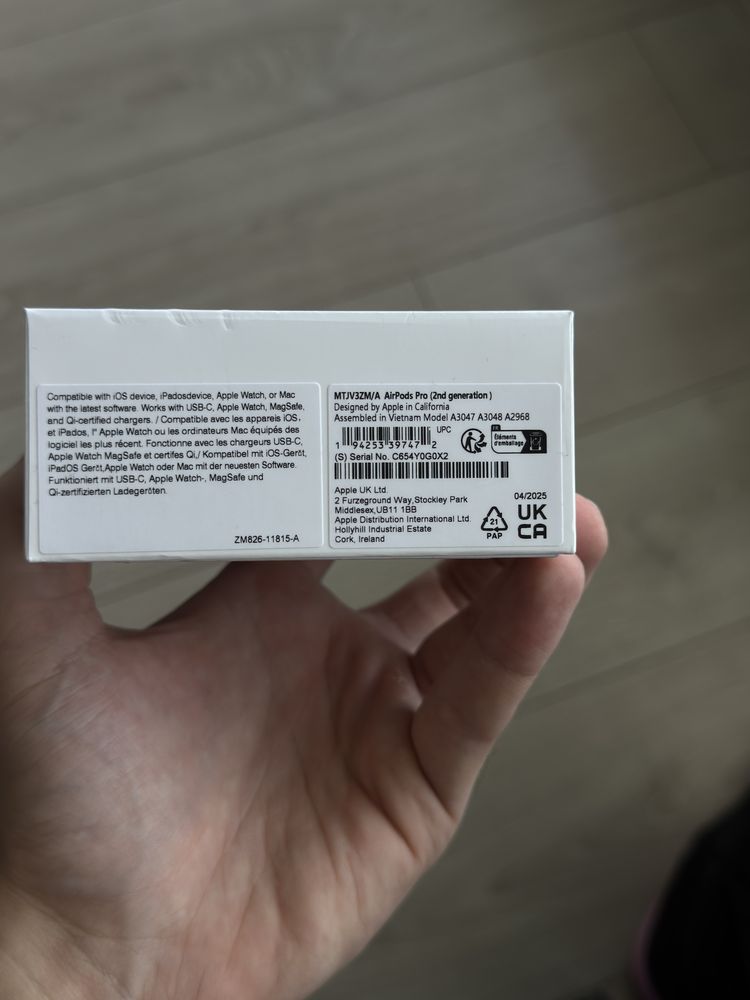 Compatible with iOS device, iPadosdevice, Apple Watch, or Mac
with the latest software. Works with USB-C, Apple Watch, MagSafe,
and Qi-certified chargers. / Compatible avec les appareils iOS,
et iPados, l" Apple Watch ou les ordinateurs Mac équipés des
logiciel les plus récent. Fonctionne avec les chargeurs USB-C,
Apple Watch MagSafe et certifes Qi,/ Kompatibel mit iOS-Gerät,
iPadOS Gerät,Apple Watch oder Mac mit der neuesten Software.
Funktioniert mit USB-C, Apple Watch-, MagSafe und
Qi-zertifizierten Ladegeröten.
ZM826-11815-A
MTJV3ZM/A AirPods Pro (2nd generation )
Designed by Apple in California
Assembled in Vietnam Model A3047 A3048 A2968
UPC
1 94253 39747 2
FR
Éléments
d'emballage
(S) Serial No. C654Y0G0X2
Apple UK Ltd.
2 Furzeground Way,Stockley Park
Middlesex,UB11 1BB
Apple Distribution International Ltd.
Hollyhill Industrial Estate
Cork, Ireland
21
PAP
04/2025
UK
CA